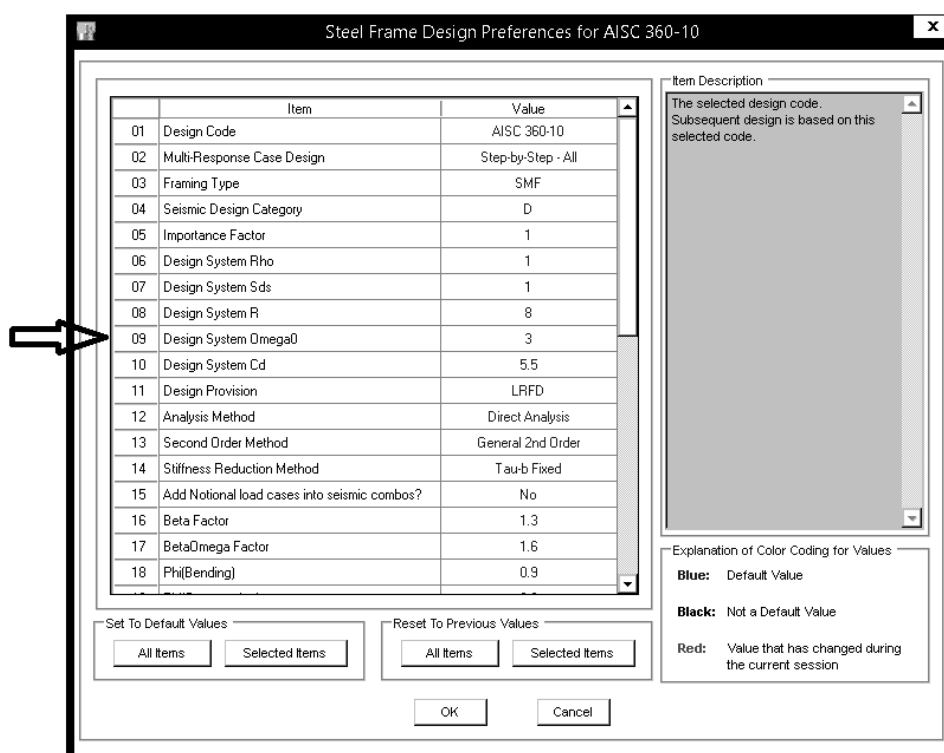 Steel Frame Design Preferences for AISC 360-10
x
Item Value
01 Design Code AISC 360-10
02 Multi-Response Case Design Step-by-Step - All
03 Framing Type SMF
04 Seismic Design Category D
05 Importance Factor 1
06 Design System Rho 1
07 Design System Sds 1
08 Design System R 8
09 Design System Omega0 3
10 Design System Cd 5.5
11 Design Provision LRFD
12 Analysis Method Direct Analysis
13 Second Order Method General 2nd Order
14 Stiffness Reduction Method Tau-b Fixed
15 Add Notional load cases into seismic combos? No
16 Beta Factor 1.3
17 BetaOmega Factor 1.6
18 Phi(Bending) 0.9
Item Description
The selected design code.
Subsequent design is based on this
selected code.
Explanation of Color Coding for Values
Blue: Default Value
Black: Not a Default Value
Red: Value that has changed during
the current session
Set To Default Values
All Items Selected Items
Reset To Previous Values
All Items Selected Items
OK Cancel